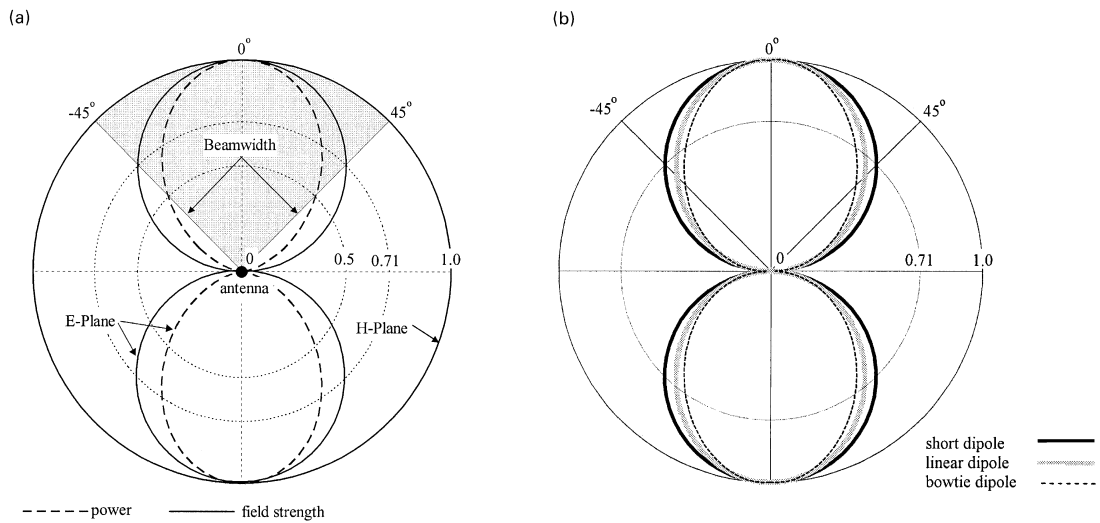 (a)
0°
-45°
45°
Beamwidth
0
0.5
0.71
1.0
antenna
E-Plane
H-Plane
power
field strength
(b)
0°
-45°
45°
0
0.71
1.0
short dipole
linear dipole
bowtie dipole